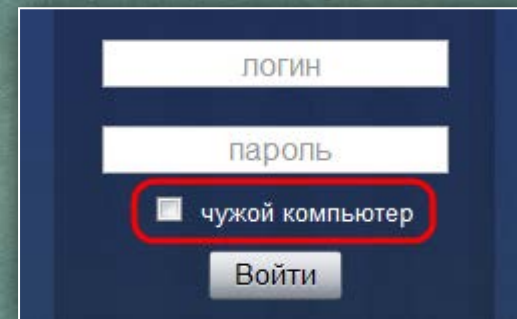 логин
пароль
чужой компьютер
Войти